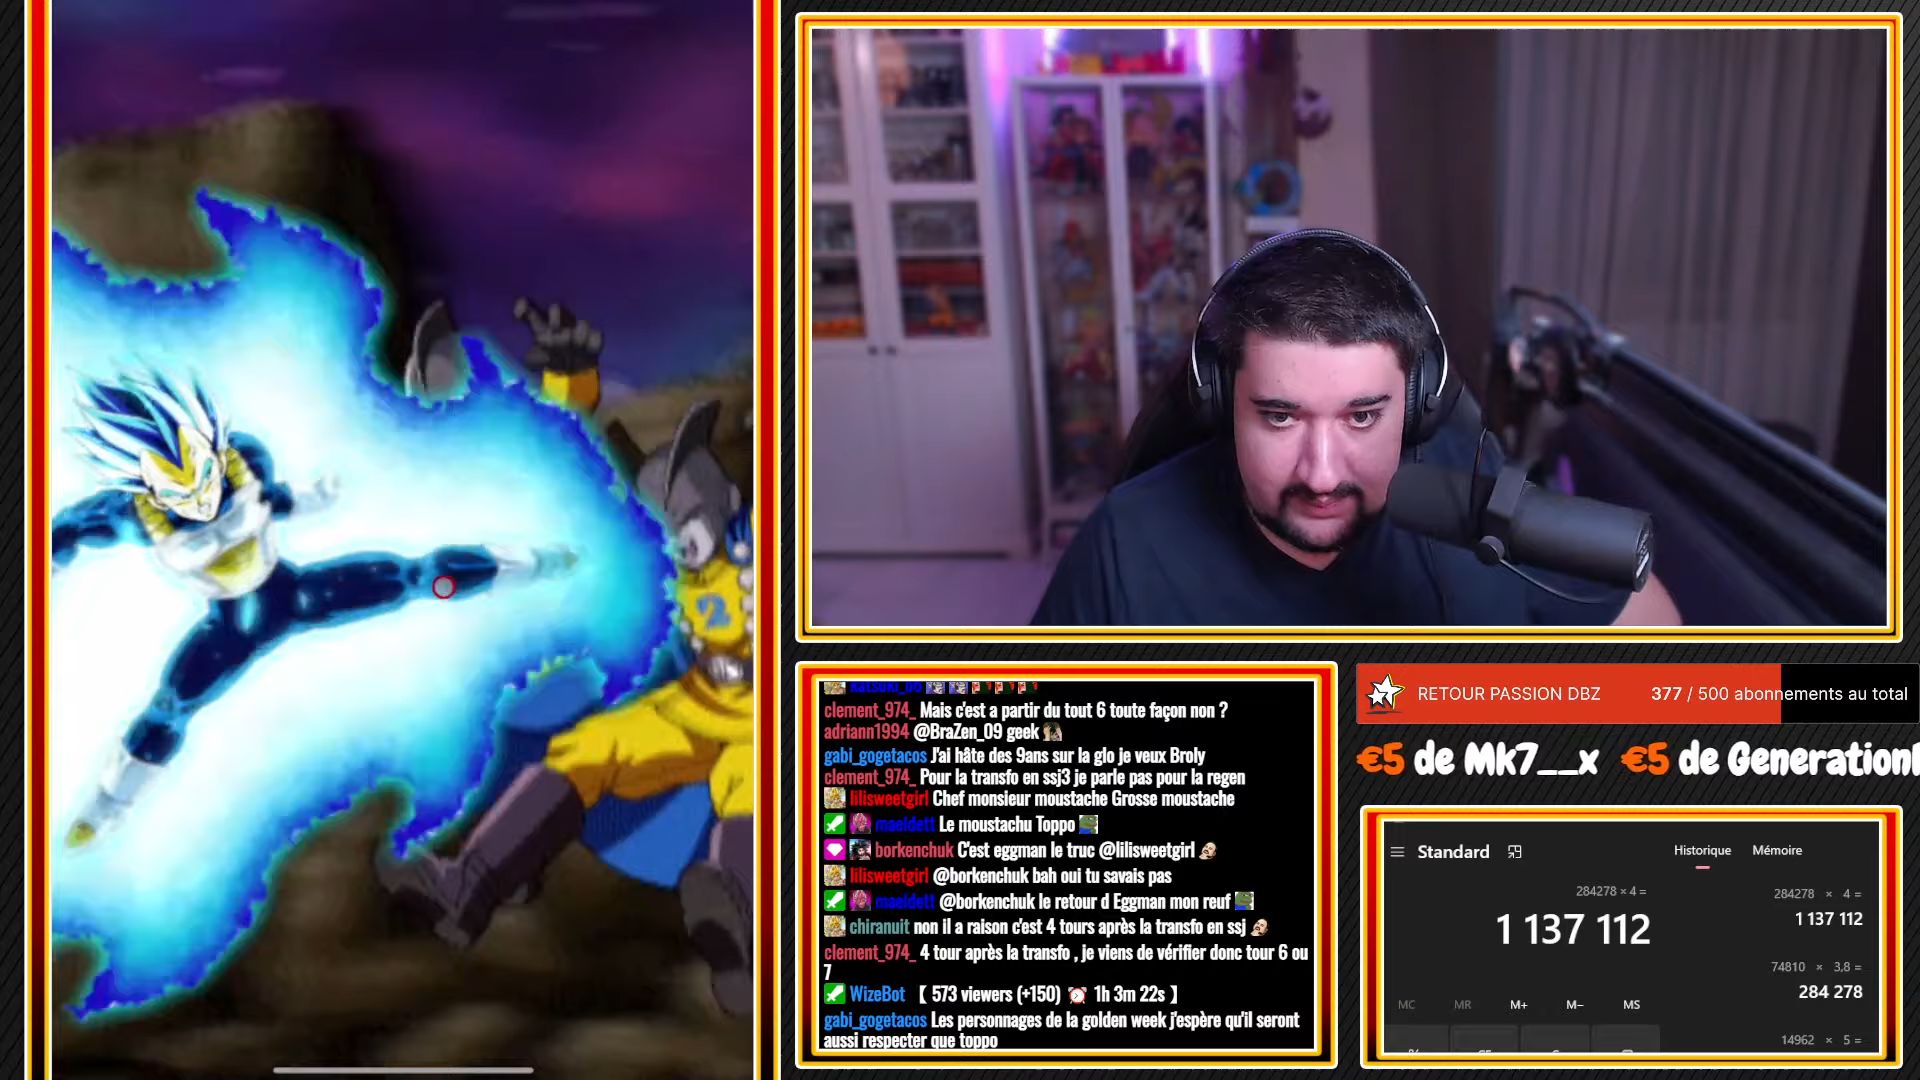 2
clement_974_ Mais c'est a partir du tout 6 toute façon non ?
adriann1994 @BraZen_09 geek
gabi_gogetacos J'ai hâte des 9ans sur la glo je veux Broly
clement_974_ Pour la transfo en ssj3 je parle pas pour la regen
lilisweetgirl Chef monsieur moustache Grosse moustache
maeldett Le moustachu Toppo
borkenchuk C'est eggman le truc @lilisweetgirl
lilisweetgirl @borkenchuk bah oui tu savais pas
maeldett @borkenchuk le retour d Eggman mon reuf
chiranuit non il a raison c'est 4 tours après la transfo en ssj
clement_974_ 4 tour après la transfo , je viens de vérifier donc tour 6 ou
7
WizeBot 【 573 viewers (+150) ⏰ 1h 3m 22s 】
gabi_gogetacos Les personnages de la golden week j'espère qu'il seront
aussi respecter que toppo
RETOUR PASSION DBZ 377 / 500 abonnements au total
€5 de Mk7__x €5 de Generation
Standard
Historique Mémoire
284278 × 4 =
1 137 112
MC MR M+ M− MS
284278 × 4 =
1 137 112
74810 × 3,8 =
284 278
14962 × 5 =